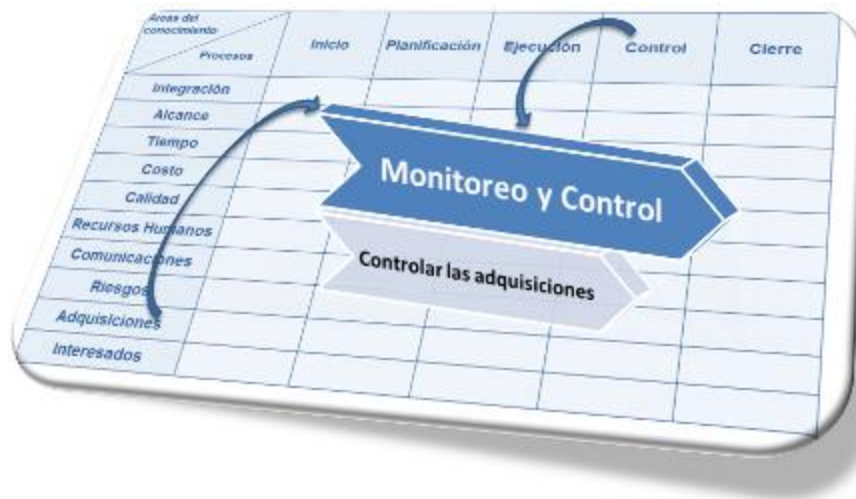 Áreas del
conocimiento
Procesos
Inicio
Planificación
Ejecución
Control
Cierre
Integración
Alcance
Tiempo
Costo
Calidad
Recursos Humanos
Comunicaciones
Riesgos
Adquisiciones
Interesados
Monitoreo y Control
Controlar las adquisiciones